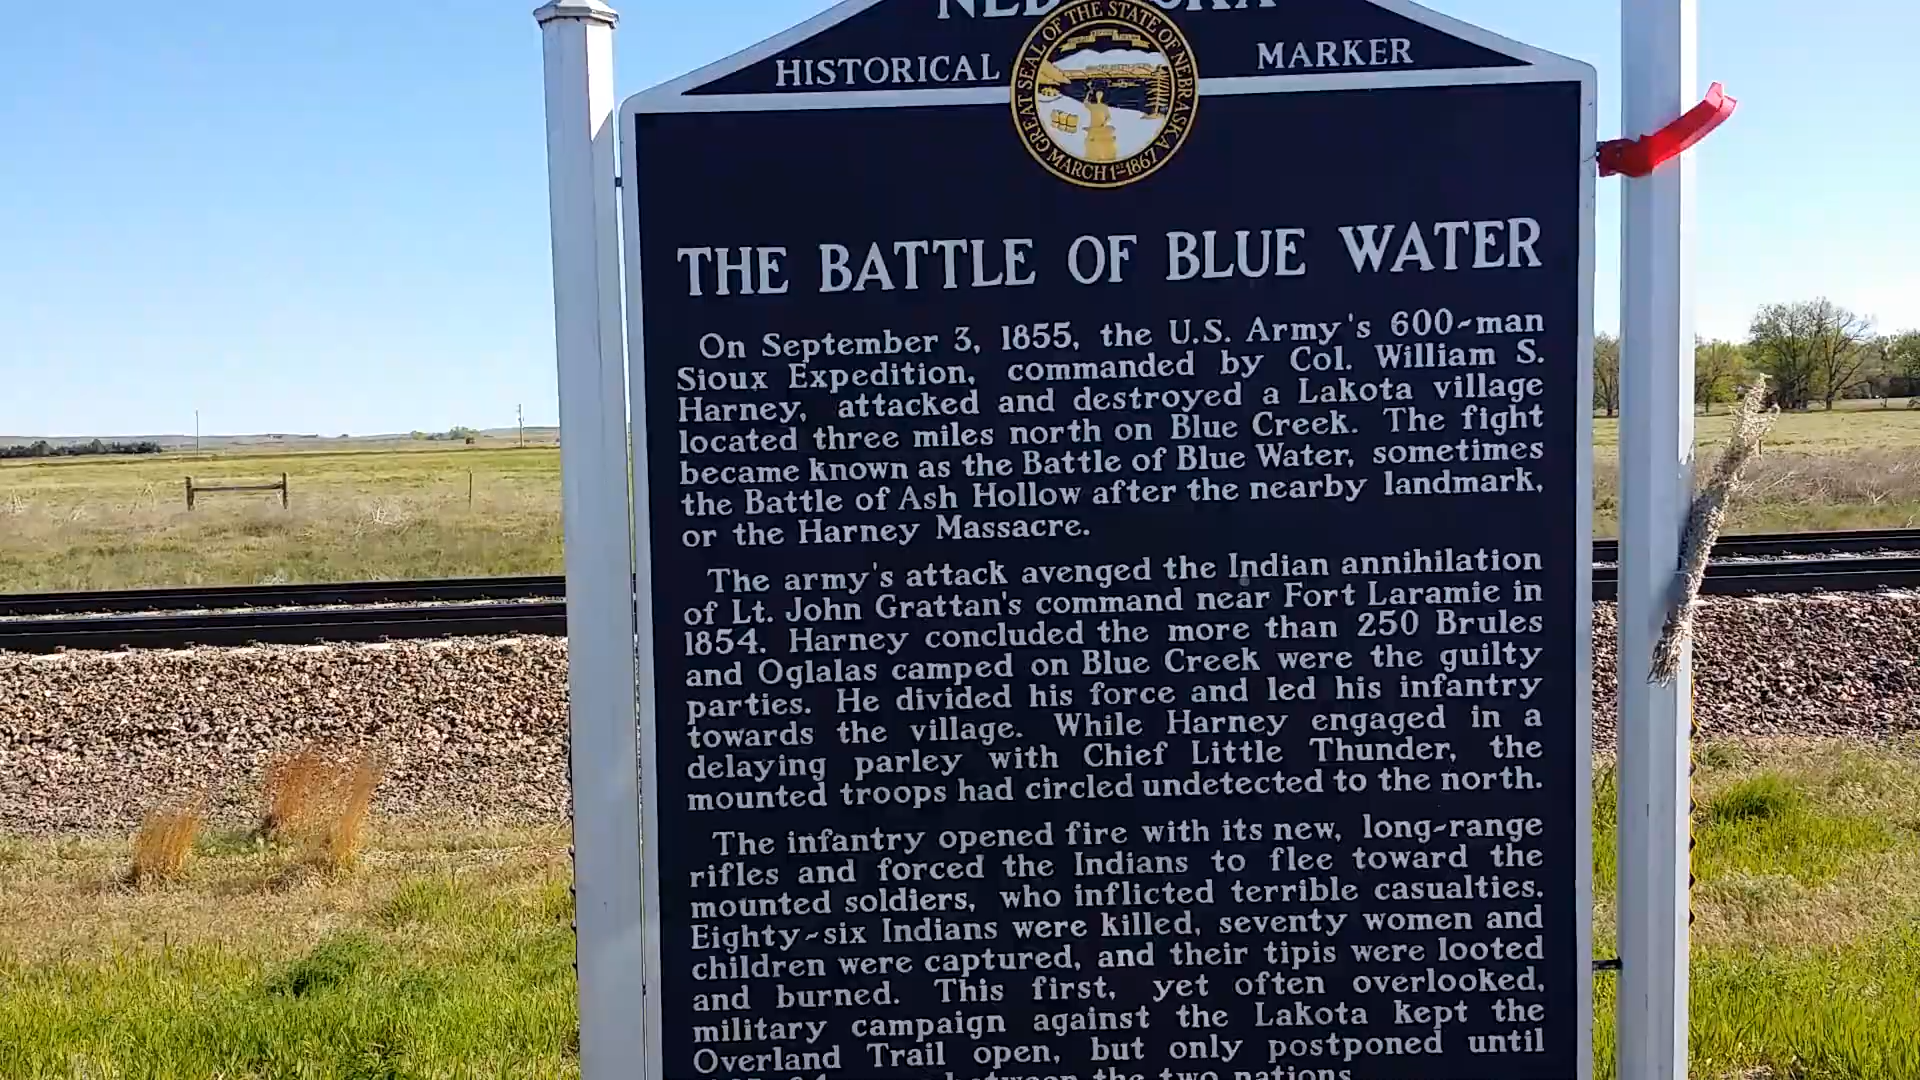 HISTORICAL MARKER
GREAT SEAL OF THE STATE OF NEBRASKA
MARCH 1ST 1867
THE BATTLE OF BLUE WATER
On September 3, 1855, the U.S. Army's 600-man
Sioux Expedition, commanded by Col. William S.
Harney, attacked and destroyed a Lakota village
located three miles north on Blue Creek. The fight
became known as the Battle of Blue Water, sometimes
the Battle of Ash Hollow after the nearby landmark,
or the Harney Massacre.
The army's attack avenged the Indian annihilation
of Lt. John Grattan's command near Fort Laramie in
1854. Harney concluded the more than 250 Brules
and Oglalas camped on Blue Creek were the guilty
parties. He divided his force and led his infantry
towards the village. While Harney engaged in a
delaying parley with Chief Little Thunder, the
mounted troops had circled undetected to the north.
The infantry opened fire with its new, long-range
rifles and forced the Indians to flee toward the
mounted soldiers, who inflicted terrible casualties.
Eighty-six Indians were killed, seventy women and
children were captured, and their tipis were looted
and burned. This first, yet often overlooked,
military campaign against the Lakota kept the
Overland Trail open, but only postponed until
between the two nations.